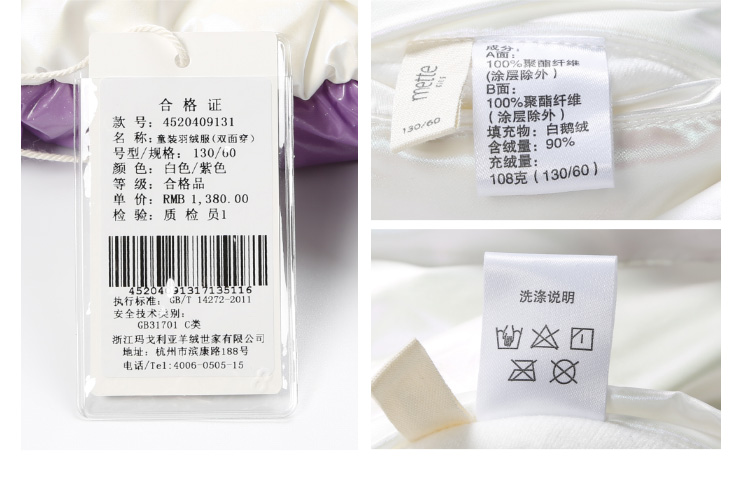 合格证
款号: 4520409131
名称: 童装羽绒服(双面穿)
号型/规格: 130/60
颜色: 白色/紫色
等级: 合格品
单价: RMB 1,380.00
检验: 质检员1
45204091317135116
执行标准: GB/T 14272-2011
安全技术类别:
GB31701 C类
浙江玛戈利亚羊绒世家有限公司
地址: 杭州市滨康路188号
电话/Tel:4006-0505-15
mette
130/60
成分:
A面:
100%聚酯纤维
(涂层除外)
B面:
100%聚酯纤维
(涂层除外)
填充物: 白鹅绒
含绒量: 90%
充绒量:
108克(130/60)
洗涤说明